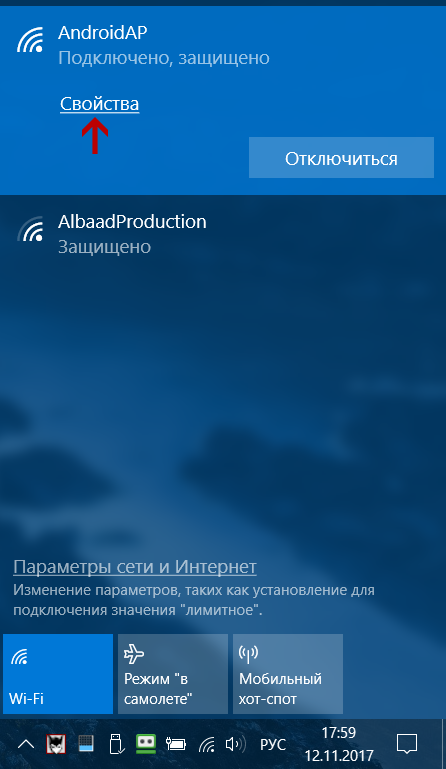 AndroidAP
Подключено, защищено
Свойства
Отключиться
AlbaadProduction
Защищено
Параметры сети и Интернет
Изменение параметров, таких как установление для
подключения значения "лимитное".
Wi-Fi
Режим "в
самолете"
Мобильный
хот-спот
РУС
17:59
12.11.2017